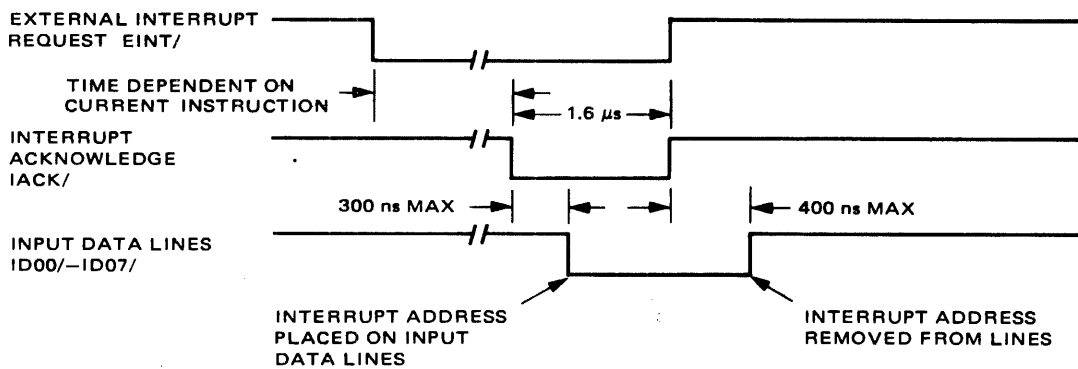 EXTERNAL INTERRUPT
REQUEST EINT/
TIME DEPENDENT ON
CURRENT INSTRUCTION
1.6 µs
INTERRUPT
ACKNOWLEDGE
IACK/
300 ns MAX
400 ns MAX
INPUT DATA LINES
ID00/—ID07/
INTERRUPT ADDRESS
PLACED ON INPUT
DATA LINES
INTERRUPT ADDRESS
REMOVED FROM LINES